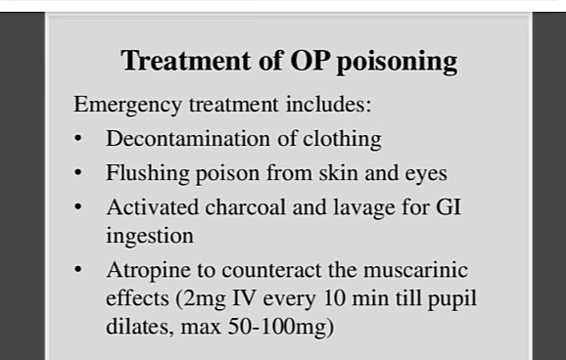 Treatment of OP poisoning
Emergency treatment includes:
• Decontamination of clothing
• Flushing poison from skin and eyes
• Activated charcoal and lavage for GI
ingestion
• Atropine to counteract the muscarinic
effects (2mg IV every 10 min till pupil
dilates, max 50-100mg)